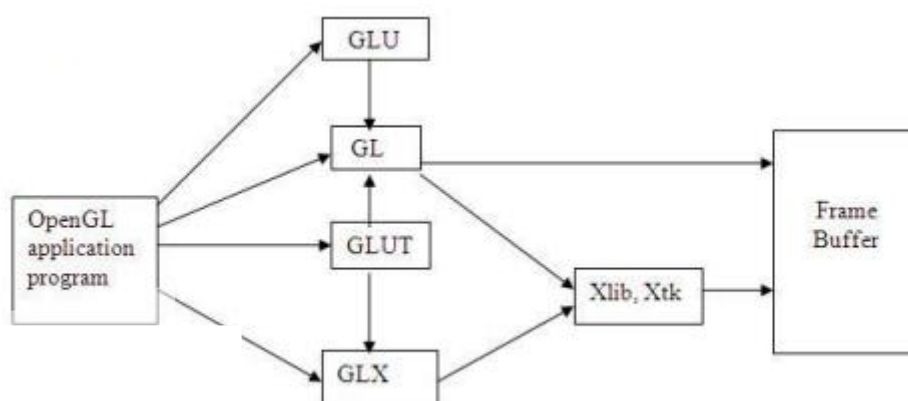 GLU
GL
OpenGL
application
program
GLUT
Frame
Buffer
Xlib, Xtk
GLX